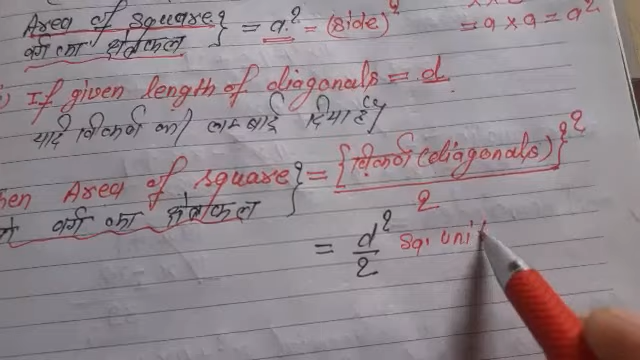 Area of square} = a² = (side)² = a × a = a²
वर्ग का क्षेत्रफल
i) If given length of diagonals = d
यदि विकर्ण की लम्बाई दिया है
hen Area of square} = {विकर्ण (diagonals)}²
वर्ग का क्षेत्रफल 2
= d²/2 sq. unit